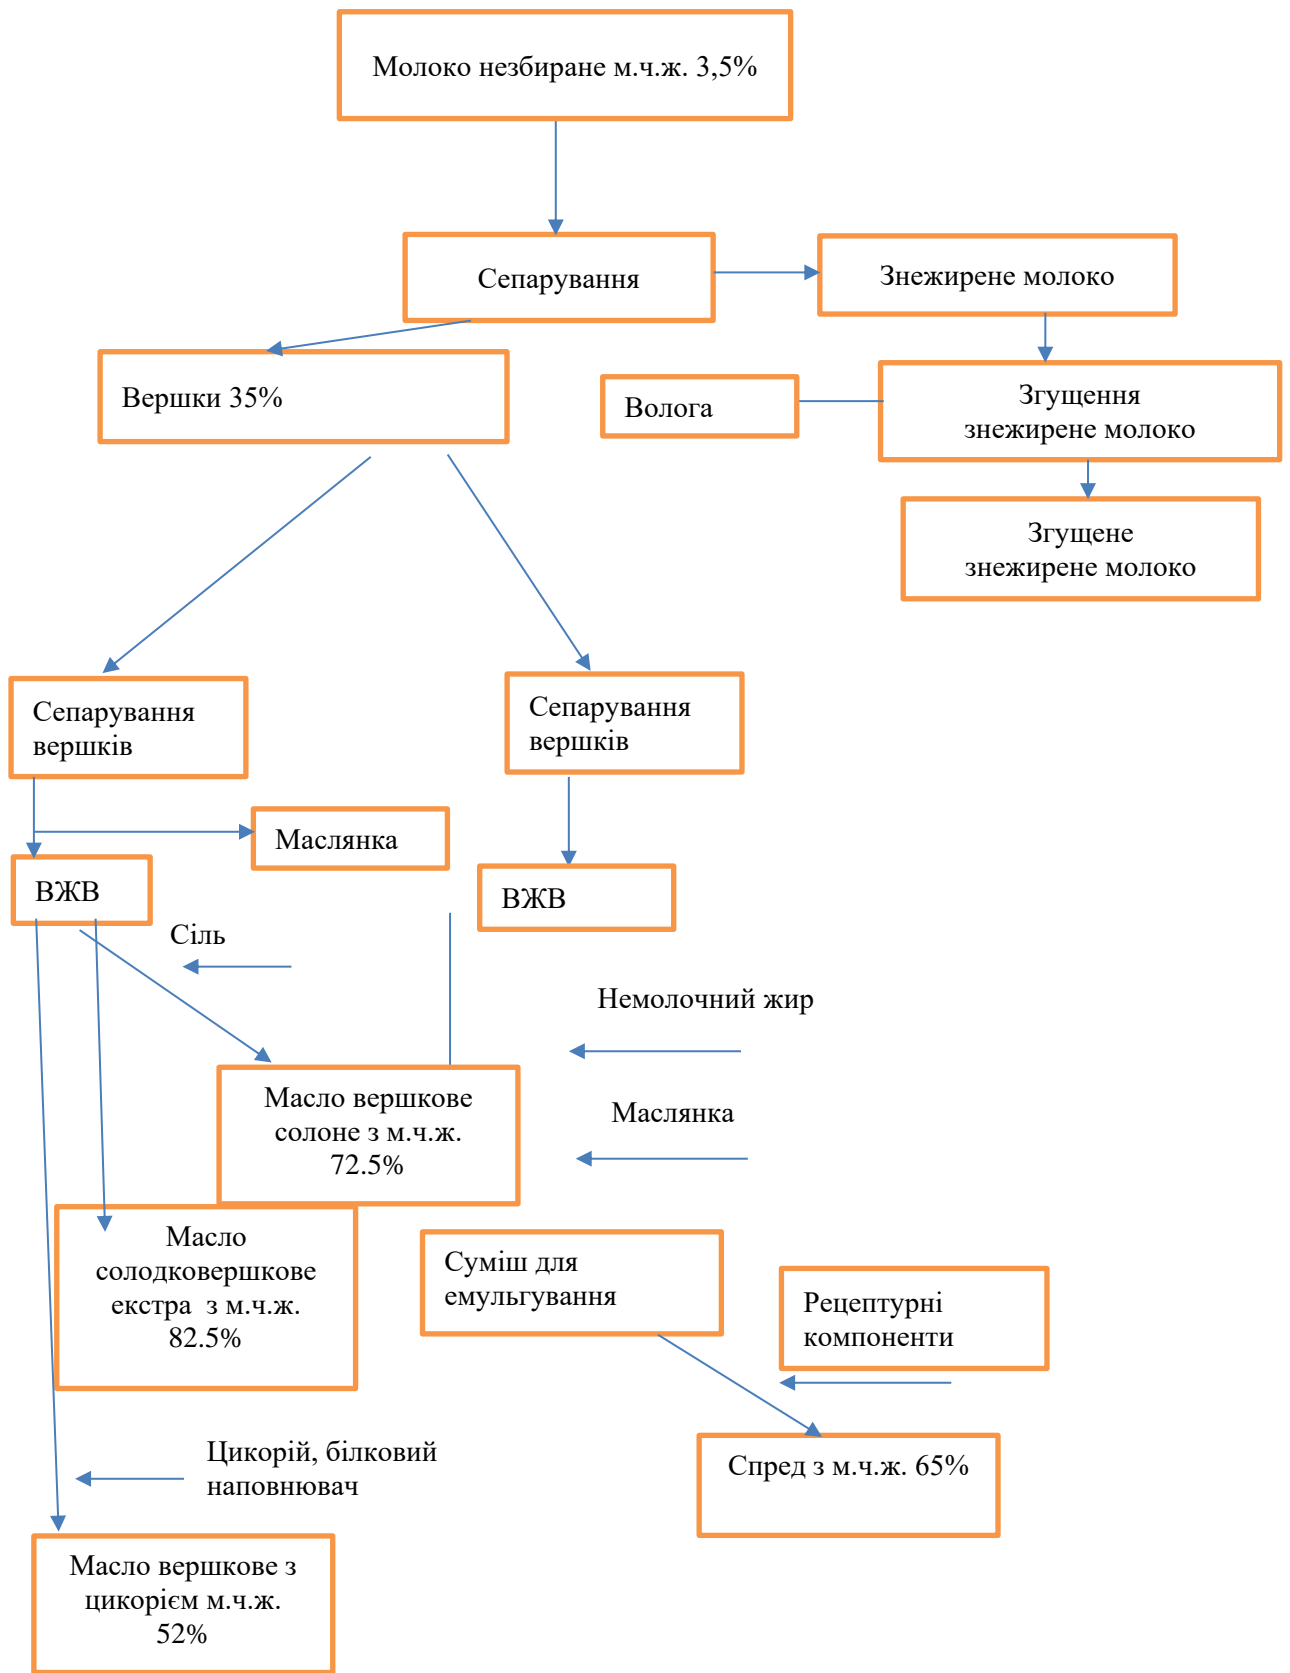 Молоко незбиране м.ч.ж. 3,5%
Сепарування
Знежирене молоко
Вершки 35%
Волога
Згущення
знежирене молоко
Згущене
знежирене молоко
Сепарування
вершків
Сепарування
вершків
Маслянка
ВЖВ
ВЖВ
Сіль
Немолочний жир
Масло вершкове
солоне з м.ч.ж.
72.5%
Маслянка
Масло
солодковершкове
екстра з м.ч.ж.
82.5%
Суміш для
емульгування
Рецептурні
компоненти
Цикорій, білковий
наповнювач
Спред з м.ч.ж. 65%
Масло вершкове з
цикорієм м.ч.ж.
52%